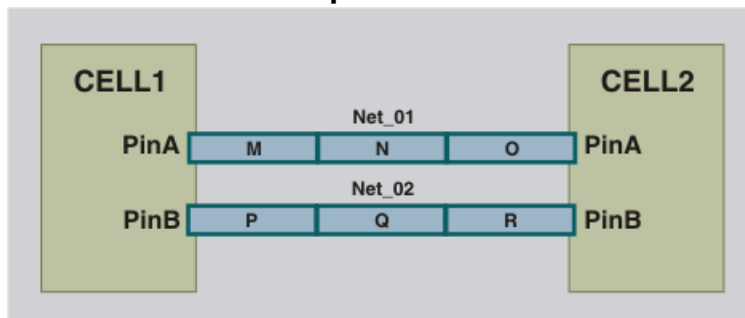 CELL1 CELL2
Net_01
PinA M N O PinA
Net_02
PinB P Q R PinB